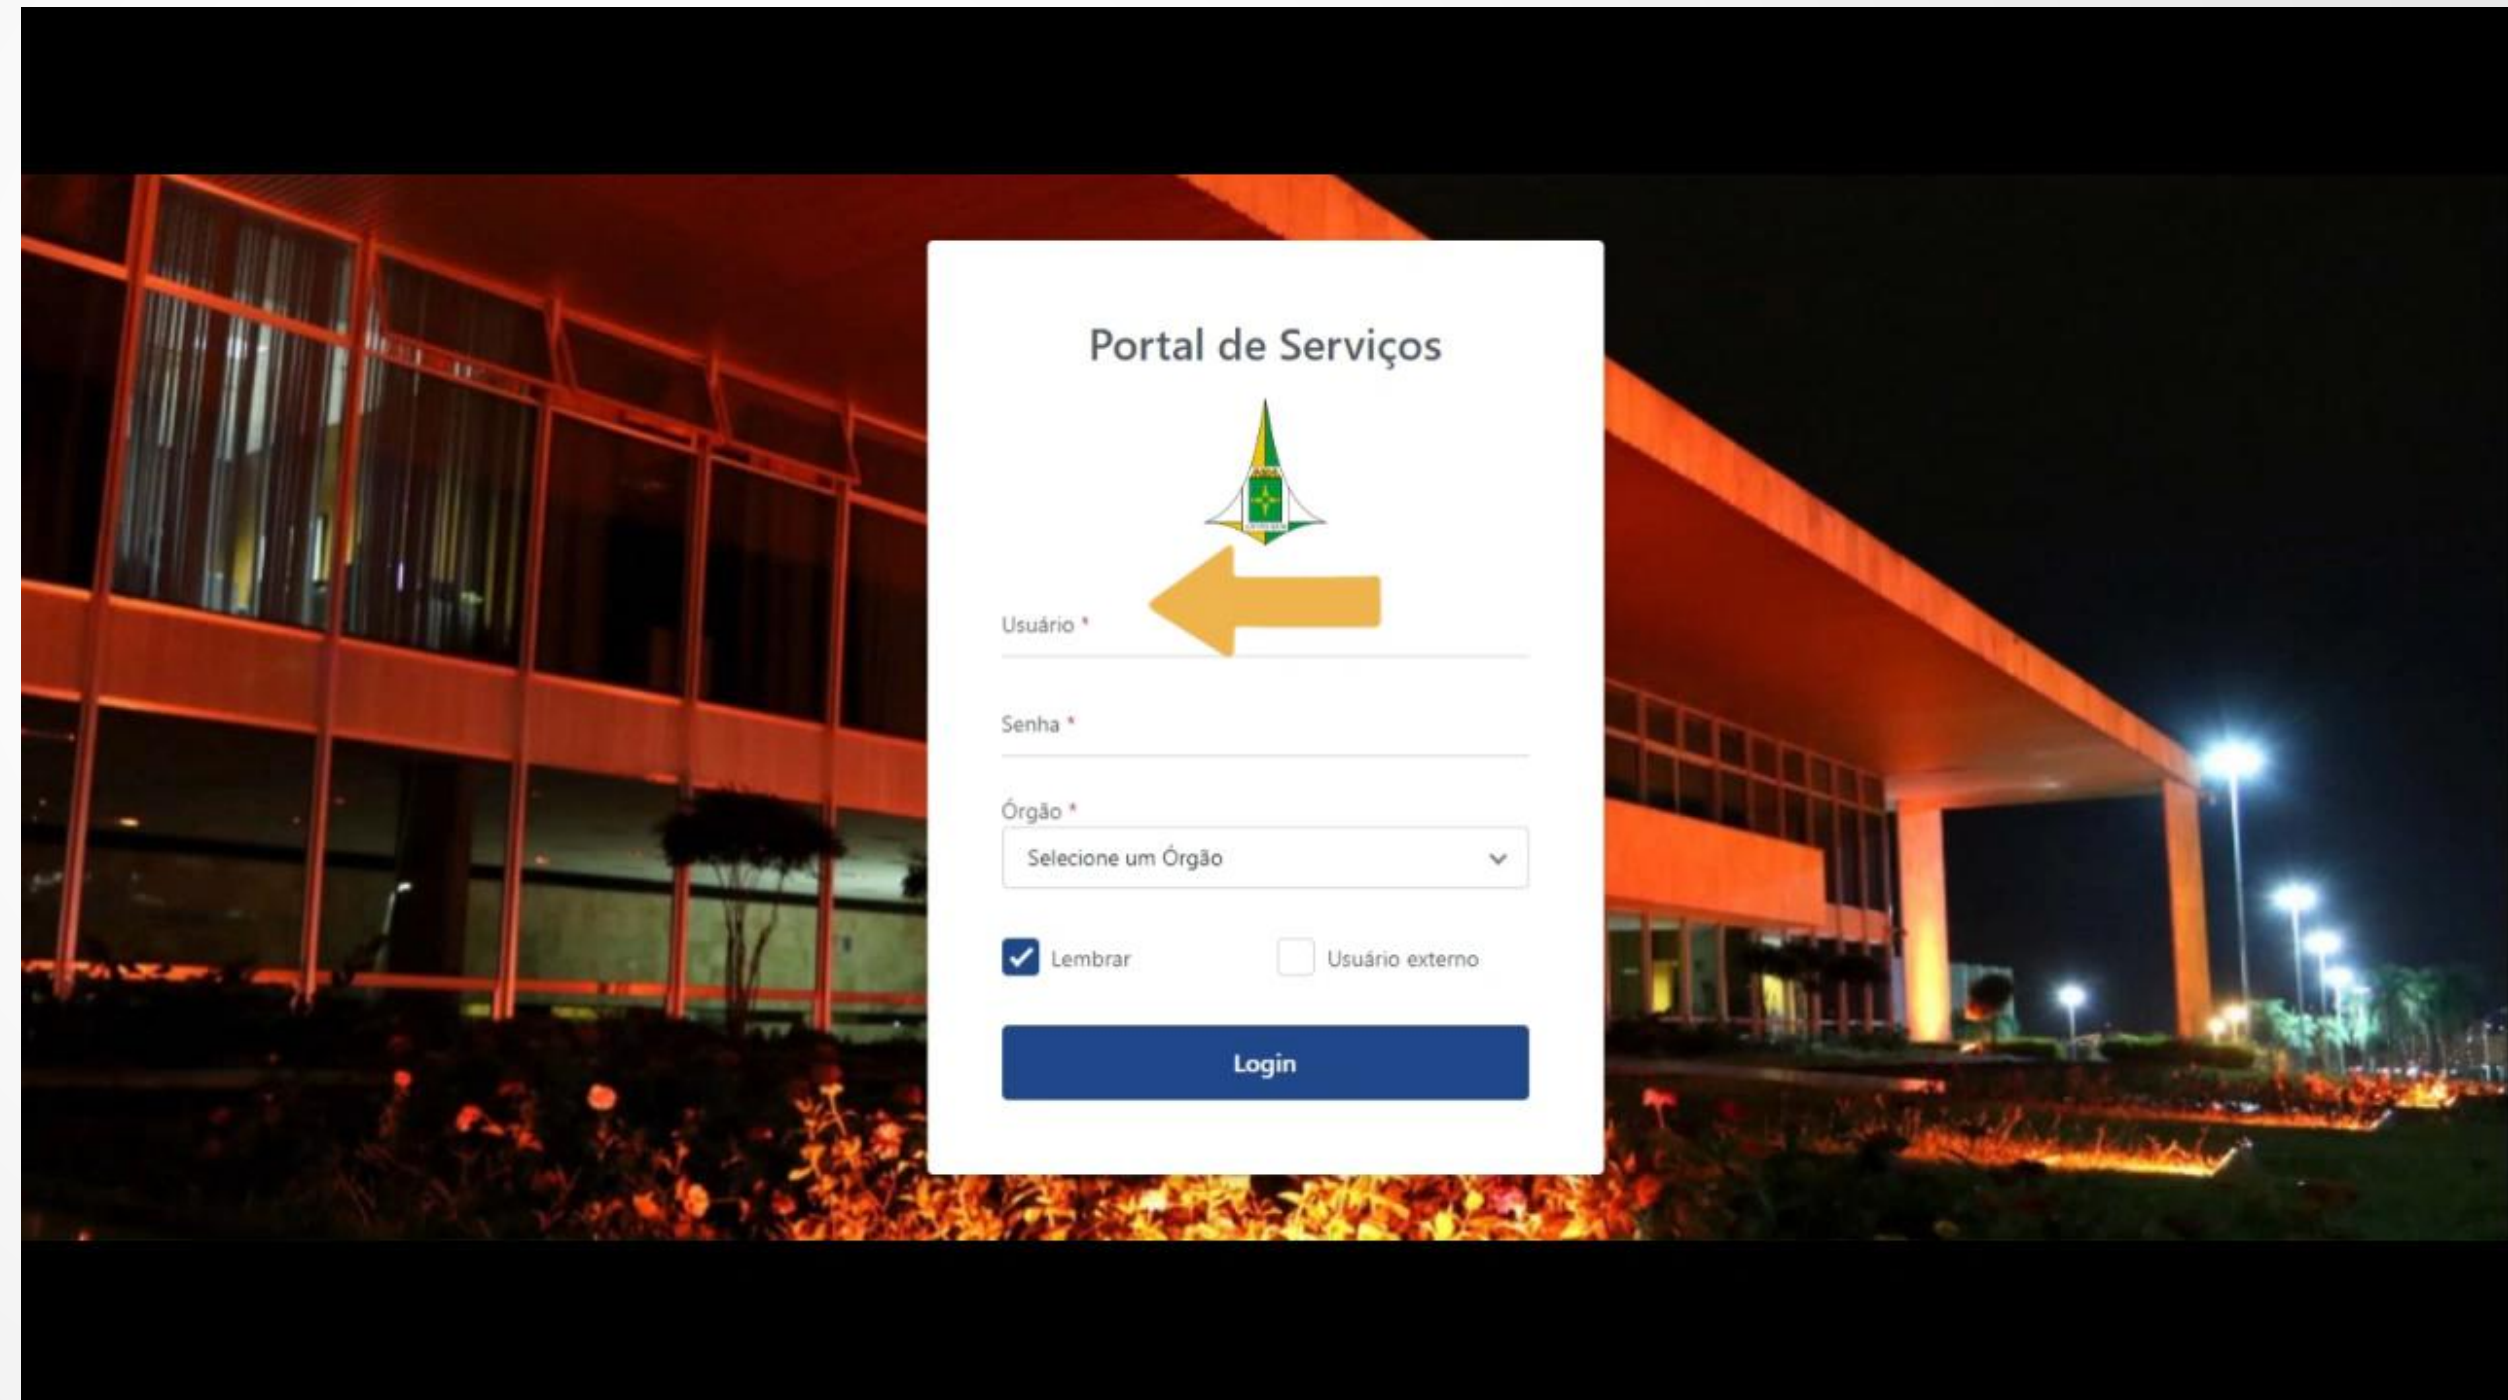 Portal de Serviços
Usuário *
Senha *
Órgão *
Selecione um Órgão
Lembrar
Usuário externo
Login